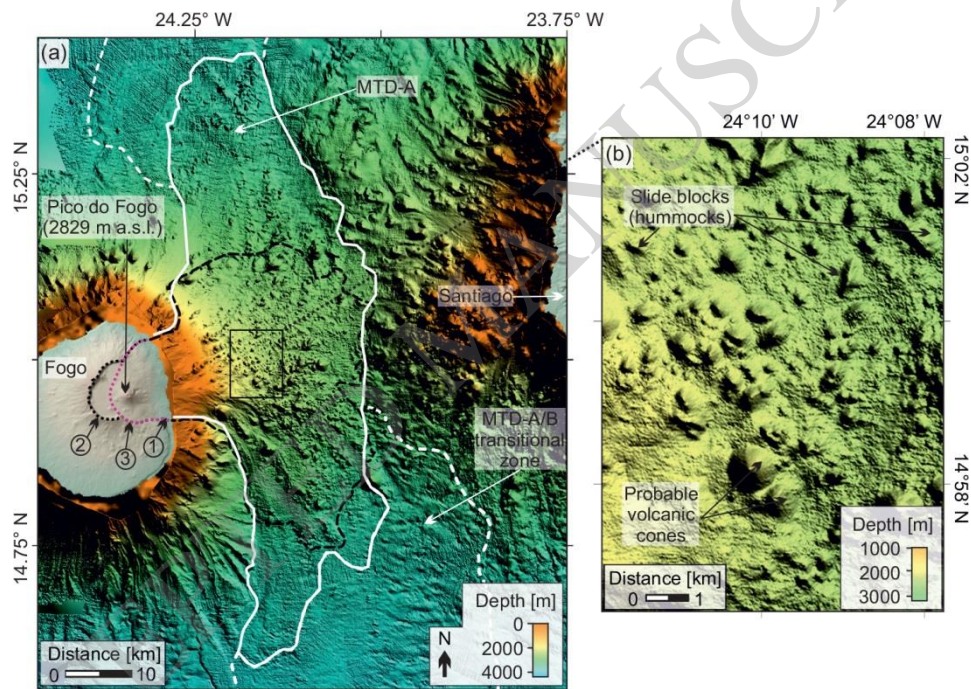 24.25° W
23.75° W
(a)
MTD-A
15.25° N
Pico do Fogo
(2829 m a.s.l.)
Santiago
Fogo
2
3
1
MTD-A/B
transitional
zone
14.75° N
Depth [m]
0
2000
4000
N
Distance [km]
0
10
24°10' W
24°08' W
(b)
15°02' N
Slide blocks
(hummocks)
14°58' N
Probable
volcanic
cones
Depth [m]
1000
2000
3000
Distance [km]
0
1
MANUSC